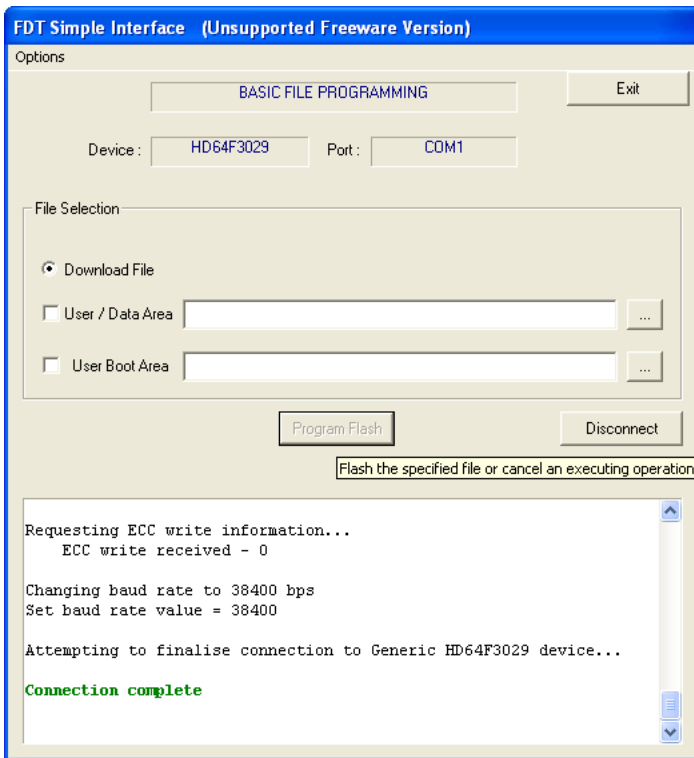 FDT Simple Interface (Unsupported Freeware Version)
Options
BASIC FILE PROGRAMMING
Exit
Device : HD64F3029 Port : COM1
File Selection
Download File
User / Data Area ...
User Boot Area ...
Program Flash Disconnect
Flash the specified file or cancel an executing operation
Requesting ECC write information...
ECC write received - 0
Changing baud rate to 38400 bps
Set baud rate value = 38400
Attempting to finalise connection to Generic HD64F3029 device...
Connection complete